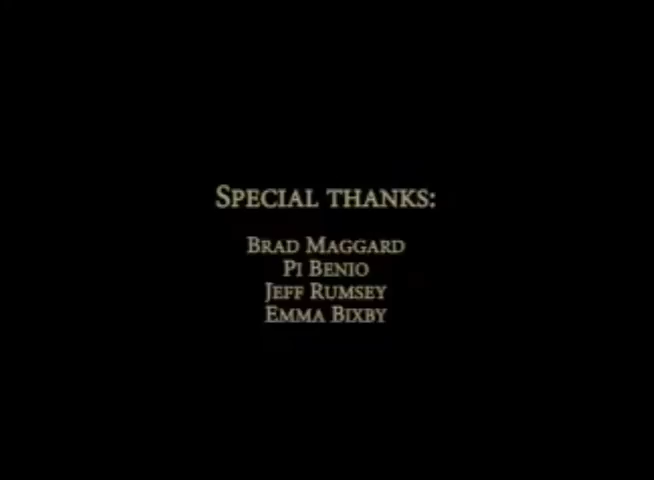 SPECIAL THANKS:
BRAD MAGGARD
PI BENIO
JEFF RUMSEY
EMMA BIXBY